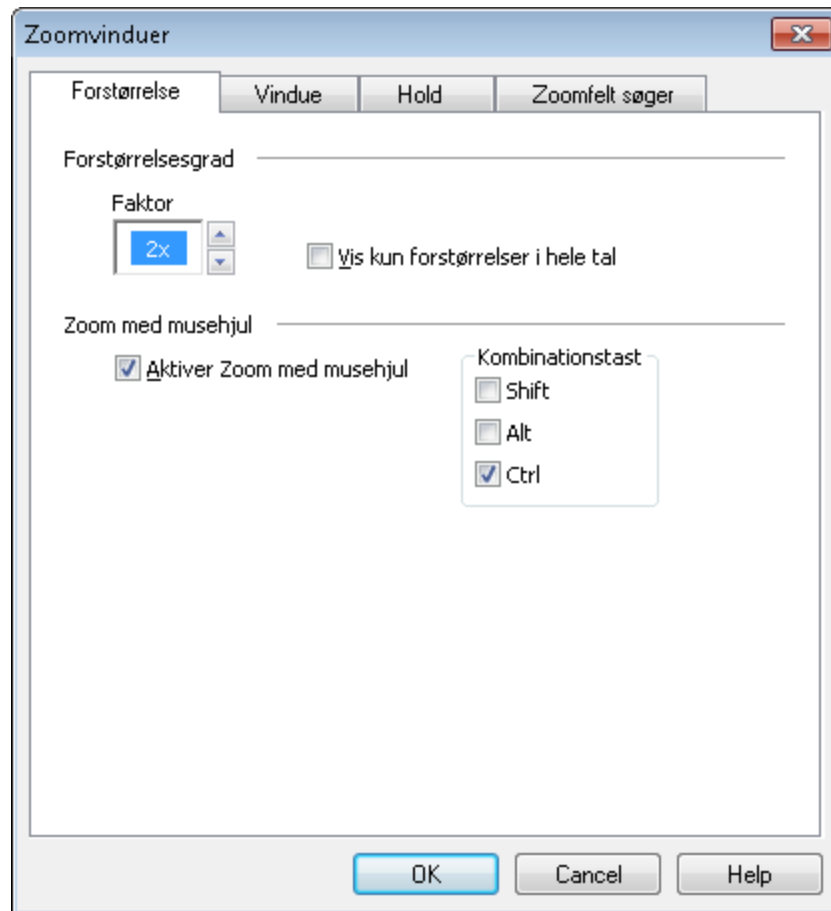 Zoomvinduer
Forstørrelse Vindue Hold Zoomfelt søger
Forstørrelsesgrad
Faktor
2x
Vis kun forstørrelser i hele tal
Zoom med musehjul
Aktiver Zoom med musehjul
Kombinationstast
Shift
Alt
Ctrl
OK Cancel Help